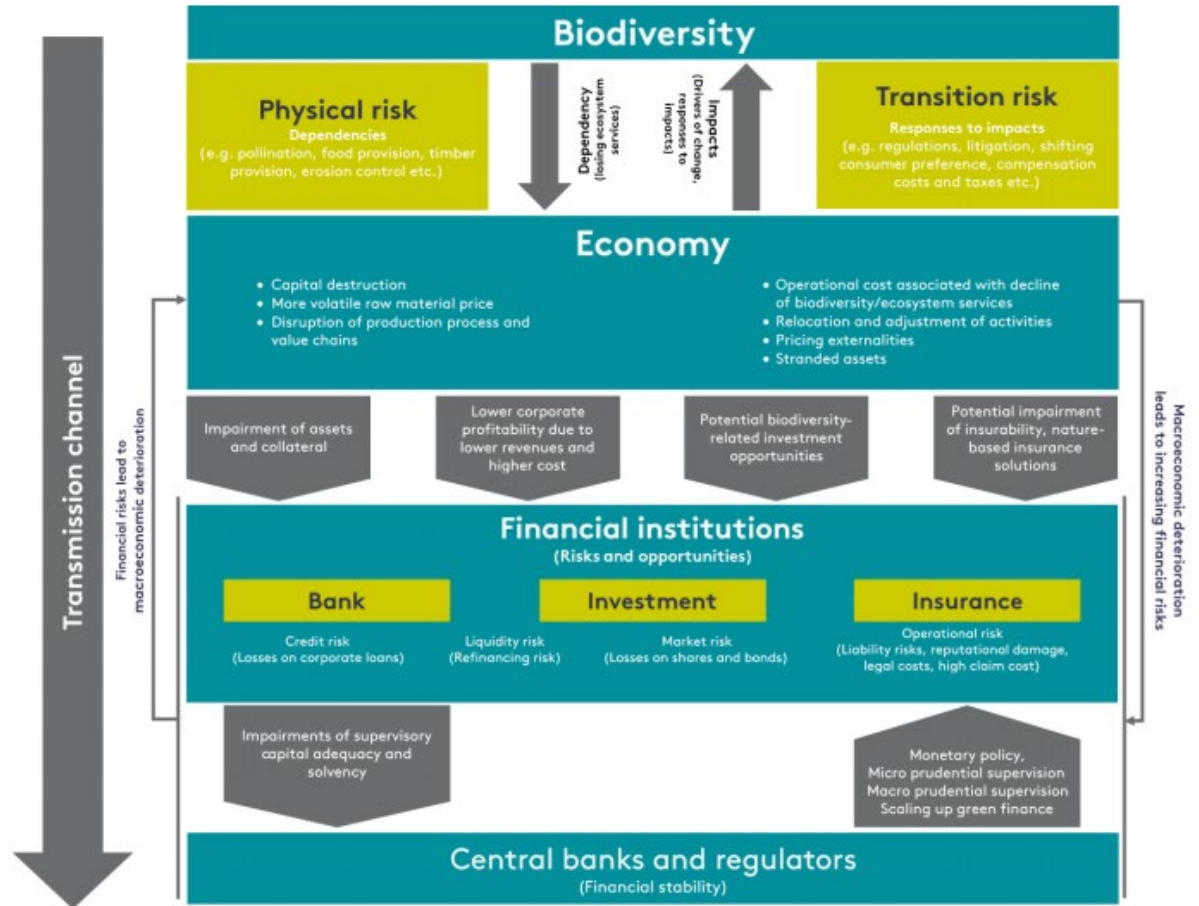 Biodiversity
Physical risk
Dependencies
(e.g. pollination, food provision, timber
provision, erosion control etc.)
Dependency
(losing ecosystem
services)
Impacts
(Drivers of change,
responses to
impacts)
Transition risk
Responses to impacts
(e.g. regulations, litigation, shifting
consumer preference, compensation
costs and taxes etc.)
Economy
• Capital destruction
• More volatile raw material price
• Disruption of production process and
value chains
• Operational cost associated with decline
of biodiversity/ecosystem services
• Relocation and adjustment of activities
• Pricing externalities
• Stranded assets
Transmission channel
Financial risks lead to
macroeconomic deterioration
Macroeconomic deterioration
leads to increasing financial risks
Impairment of assets
and collateral
Lower corporate
profitability due to
lower revenues and
higher cost
Potential biodiversity-
related investment
opportunities
Potential impairment
of insurability, nature-
based insurance
solutions
Financial institutions
(Risks and opportunities)
Bank
Investment
Insurance
Credit risk
(Losses on corporate loans)
Liquidity risk
(Refinancing risk)
Market risk
(Losses on shares and bonds)
Operational risk
(Liability risks, reputational damage,
legal costs, high claim cost)
Impairments of supervisory
capital adequacy and
solvency
Monetary policy,
Micro prudential supervision
Macro prudential supervision
Scaling up green finance
Central banks and regulators
(Financial stability)